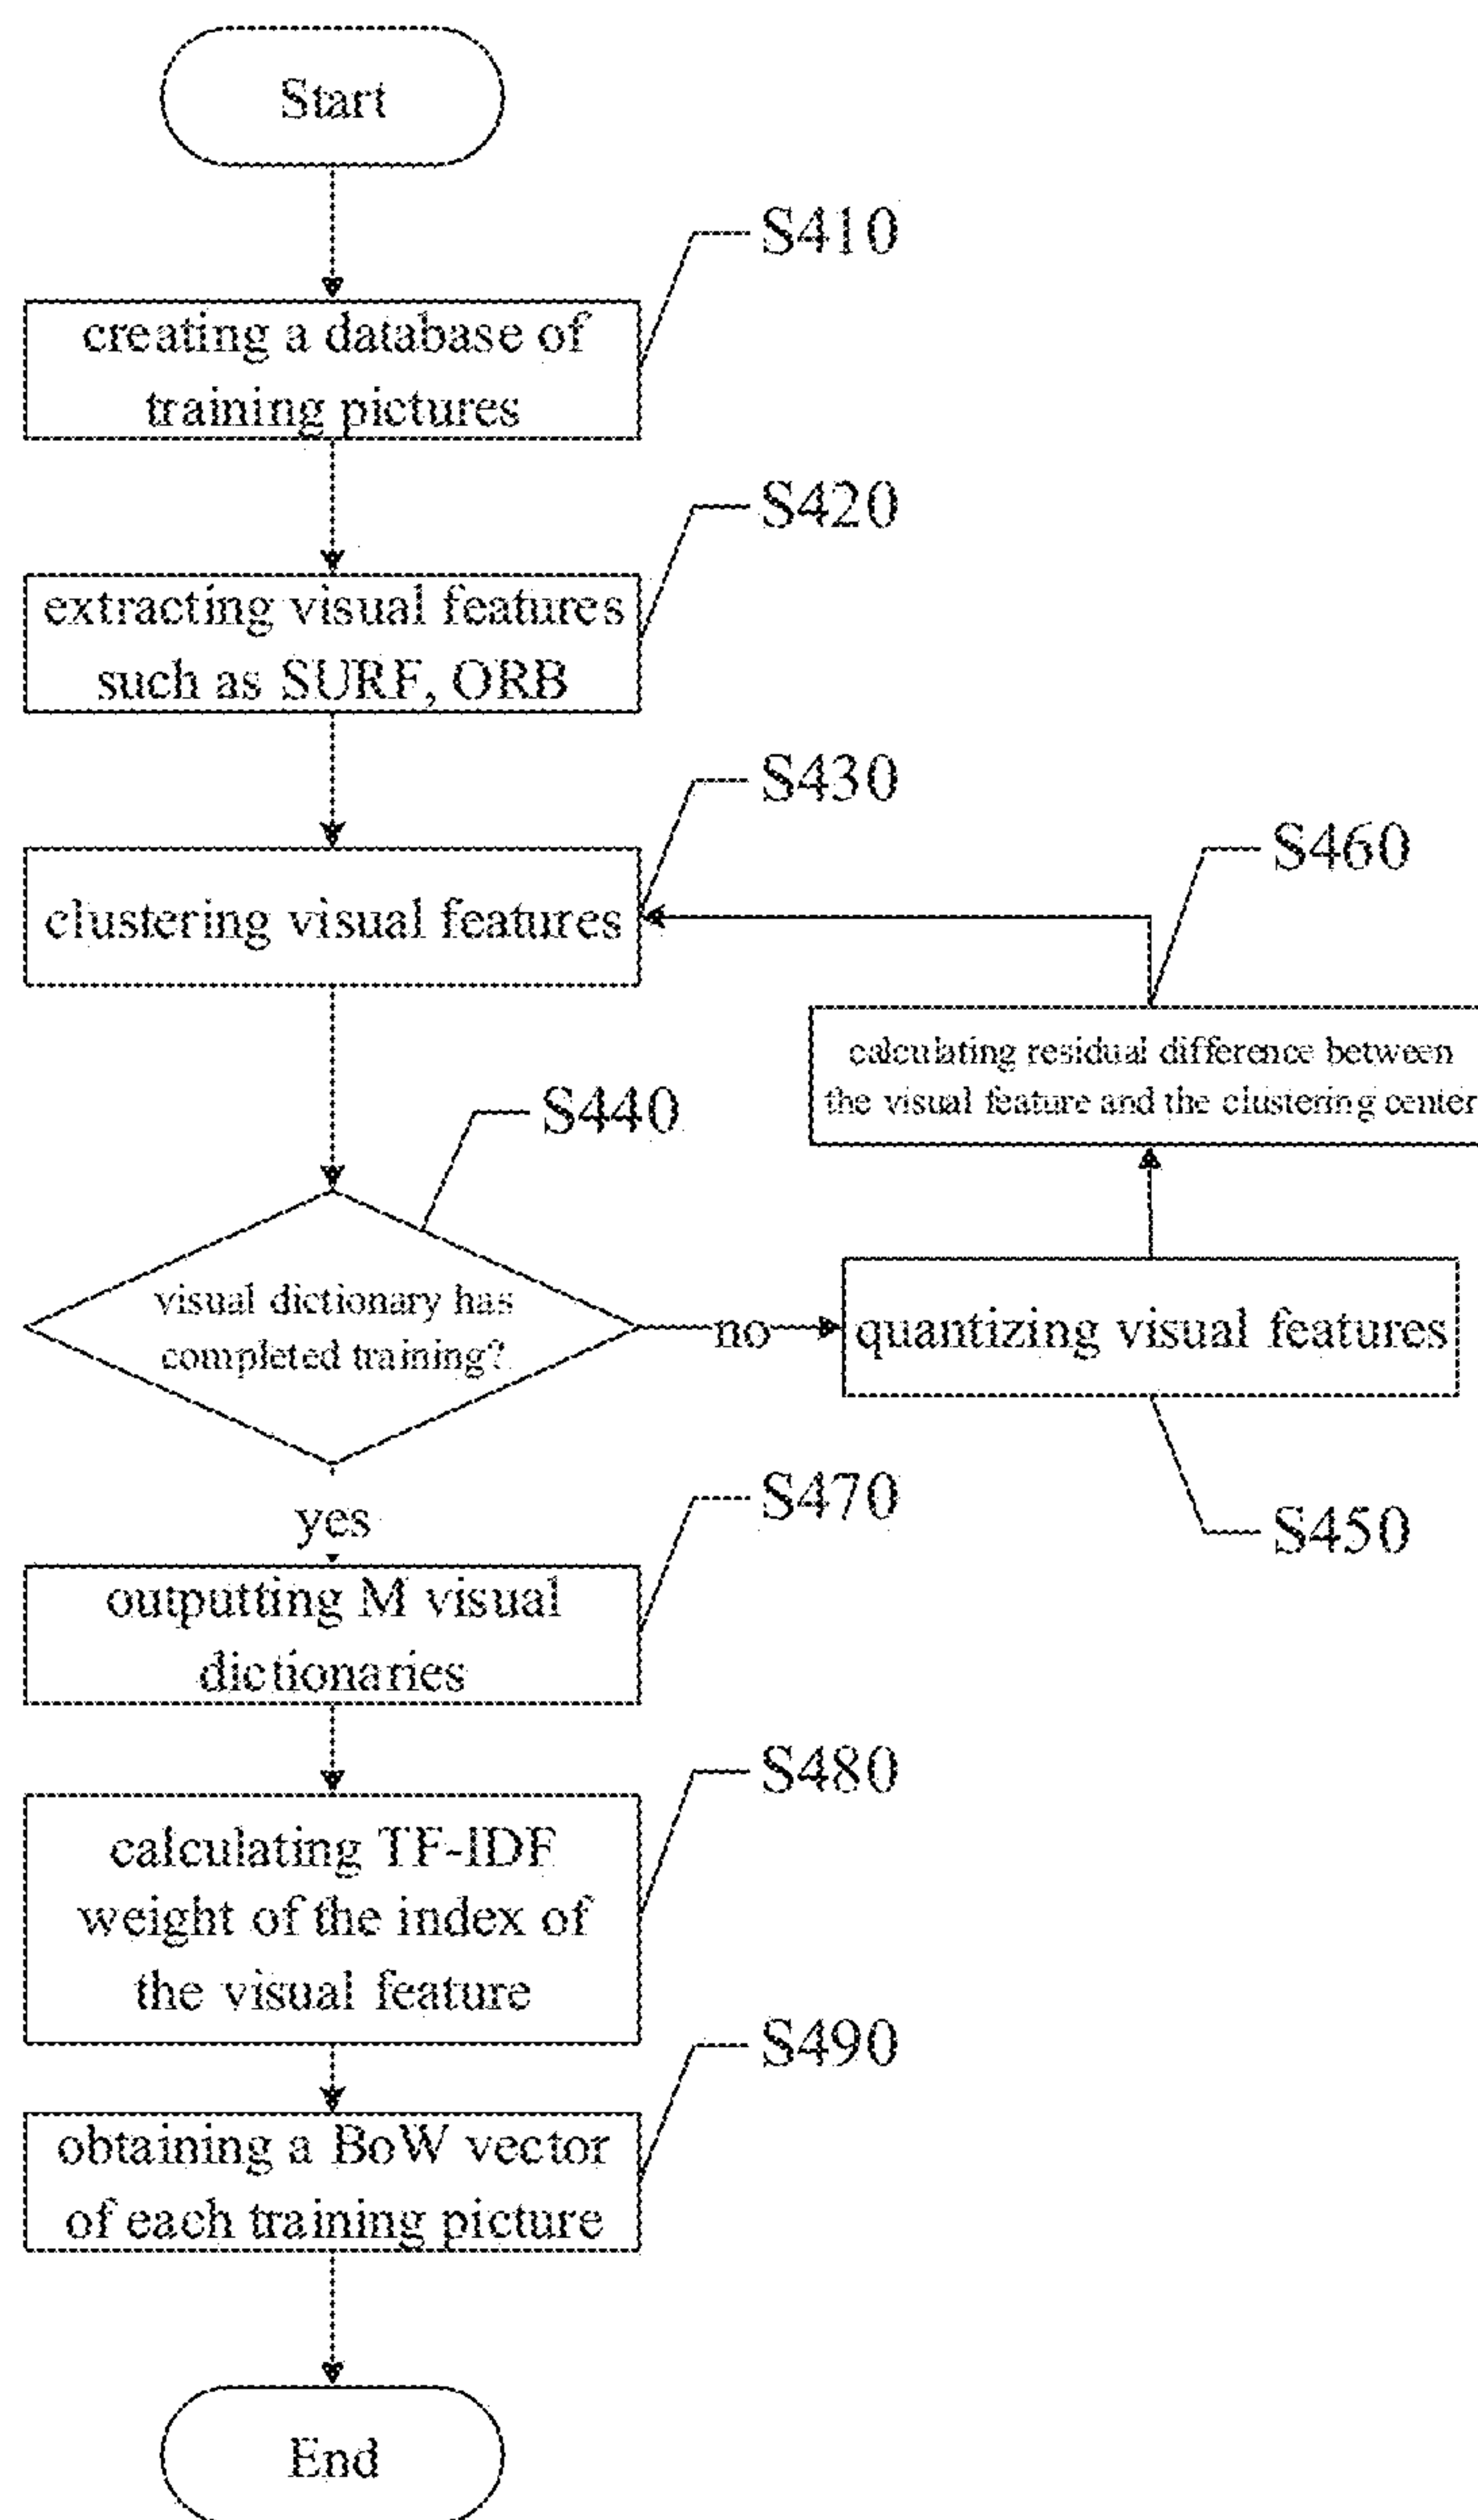 Start
S410
creating a database of
training pictures
S420
extracting visual features
such as SURF, ORB
S430
clustering visual features
S460
calculating residual difference between
the visual feature and the clustering center
S440
visual dictionary has
completed training?
no
quantizing visual features
S450
yes
S470
outputting M visual
dictionaries
S480
calculating TF-IDF
weight of the index of
the visual feature
S490
obtaining a BoW vector
of each training picture
End